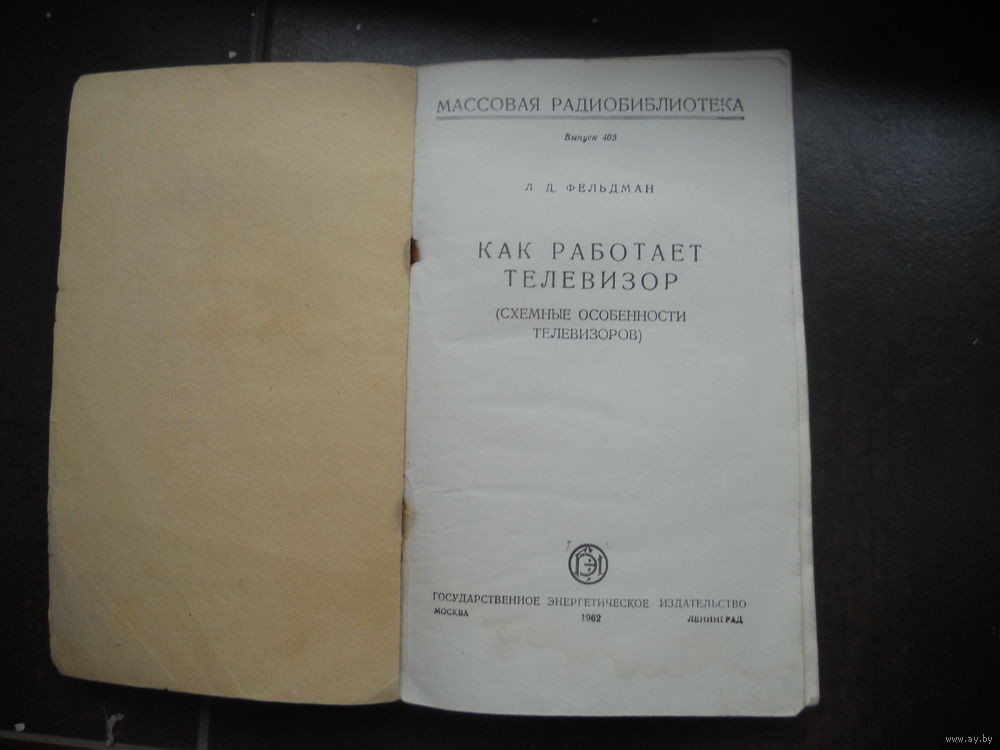 МАССОВАЯ РАДИОБИБЛИОТЕКА
Выпуск 405
Л. Д. ФЕЛЬДМАН
КАК РАБОТАЕТ
ТЕЛЕВИЗОР
(СХЕМНЫЕ ОСОБЕННОСТИ
ТЕЛЕВИЗОРОВ)
ГЭИ
ГОСУДАРСТВЕННОЕ ЭНЕРГЕТИЧЕСКОЕ ИЗДАТЕЛЬСТВО
МОСКВА 1962 ЛЕНИНГРАД
www.ay.by